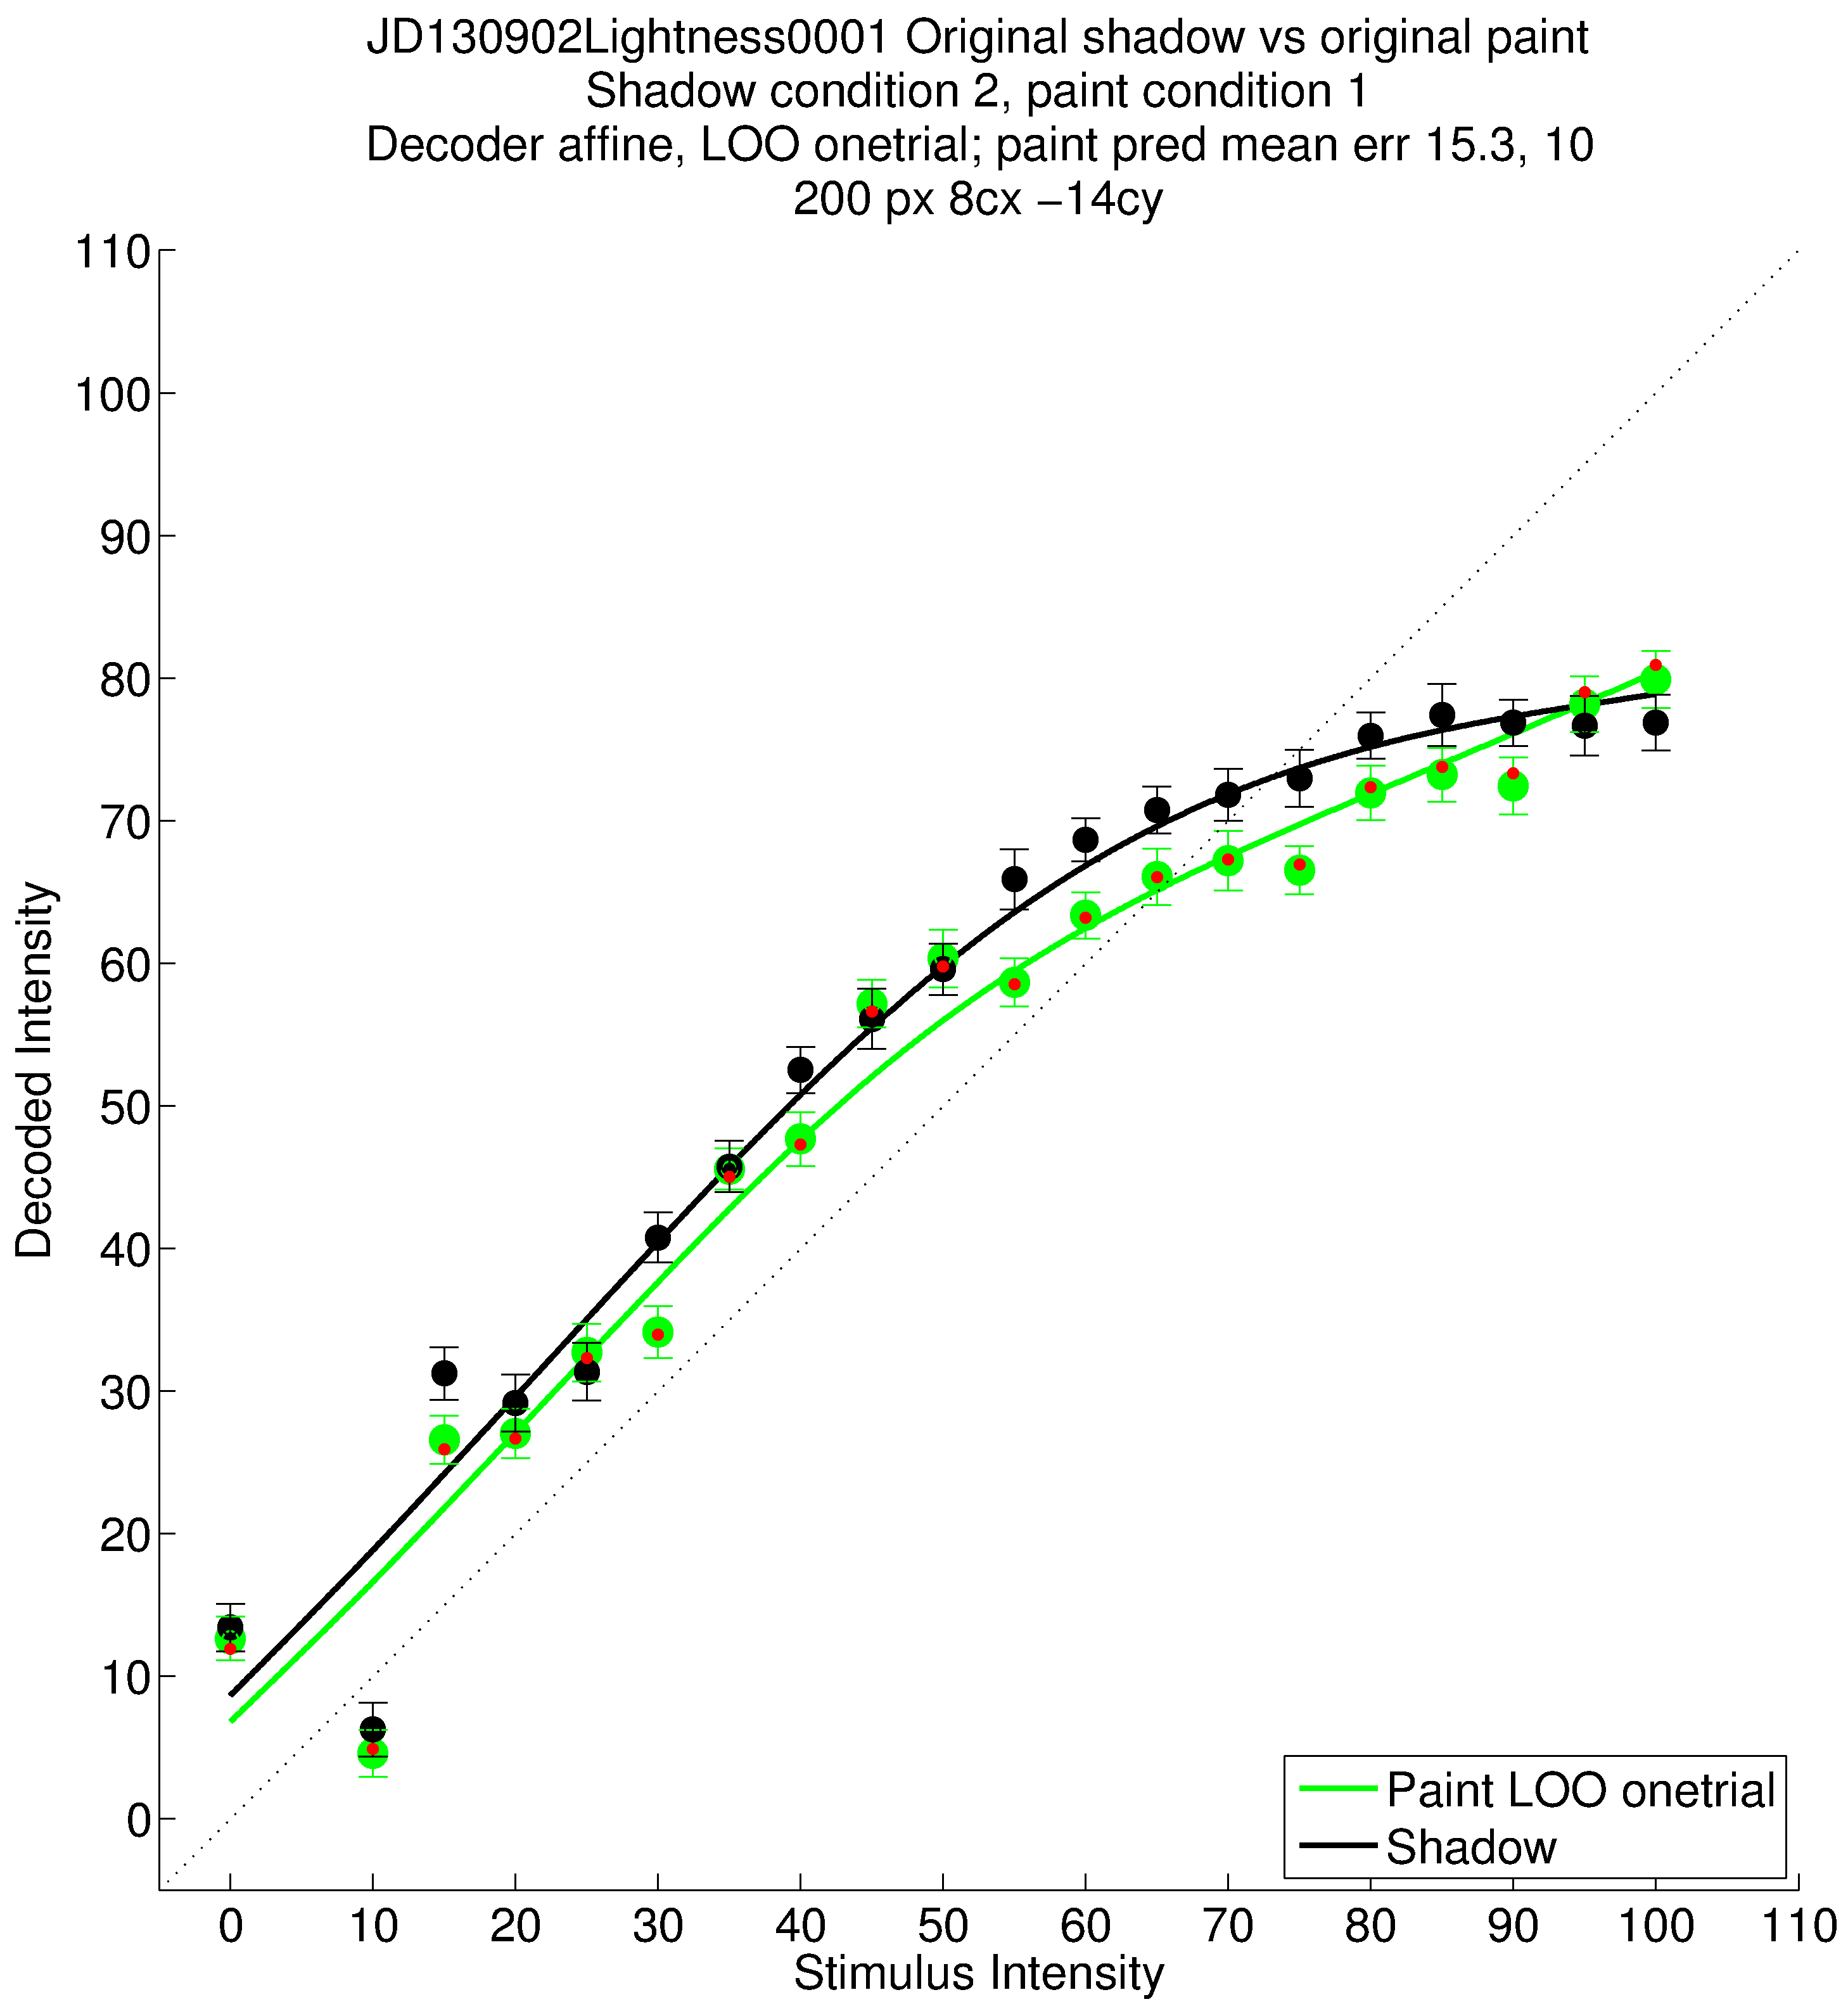 JD130902Lightness0001 Original shadow vs original paint
Shadow condition 2, paint condition 1
Decoder affine, LOO onetrial; paint pred mean err 15.3, 10
200 px 8cx −14cy
110
100
90
80
70
60
50
40
30
20
10
0
Decoded Intensity
Paint LOO onetrial
Shadow
0 10 20 30 40 50 60 70 80 90 100 110
Stimulus Intensity